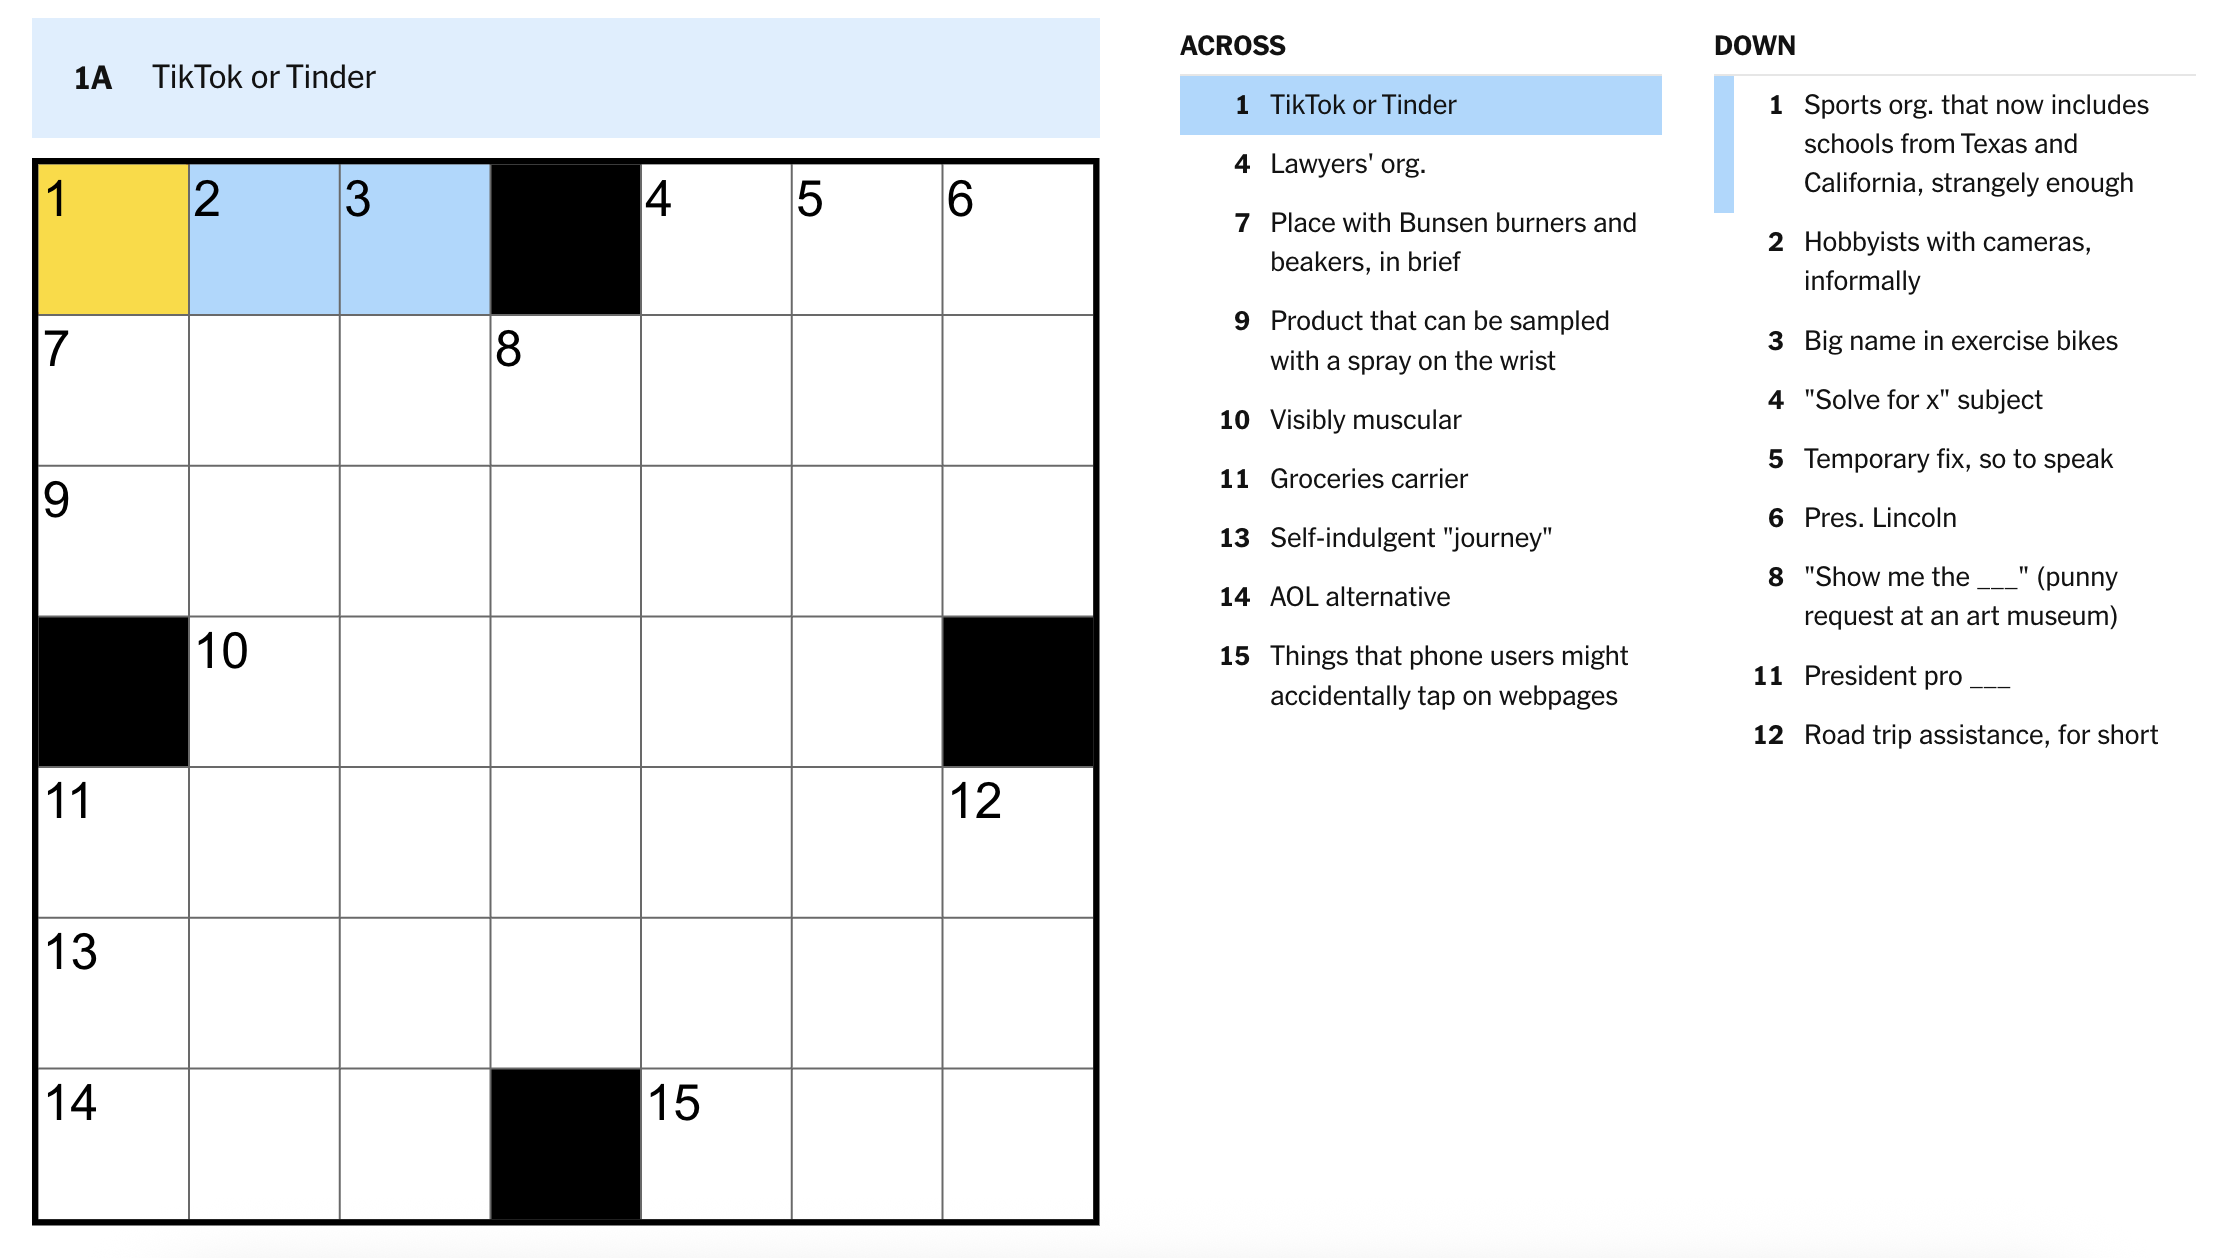 1A TikTok or Tinder
1 2 3 4 5 6
7 8
9
10
11 12
13
14 15
ACROSS
1 TikTok or Tinder
4 Lawyers' org.
7 Place with Bunsen burners and
beakers, in brief
9 Product that can be sampled
with a spray on the wrist
10 Visibly muscular
11 Groceries carrier
13 Self-indulgent "journey"
14 AOL alternative
15 Things that phone users might
accidentally tap on webpages
DOWN
1 Sports org. that now includes
schools from Texas and
California, strangely enough
2 Hobbyists with cameras,
informally
3 Big name in exercise bikes
4 "Solve for x" subject
5 Temporary fix, so to speak
6 Pres. Lincoln
8 "Show me the ___" (punny
request at an art museum)
11 President pro ___
12 Road trip assistance, for short